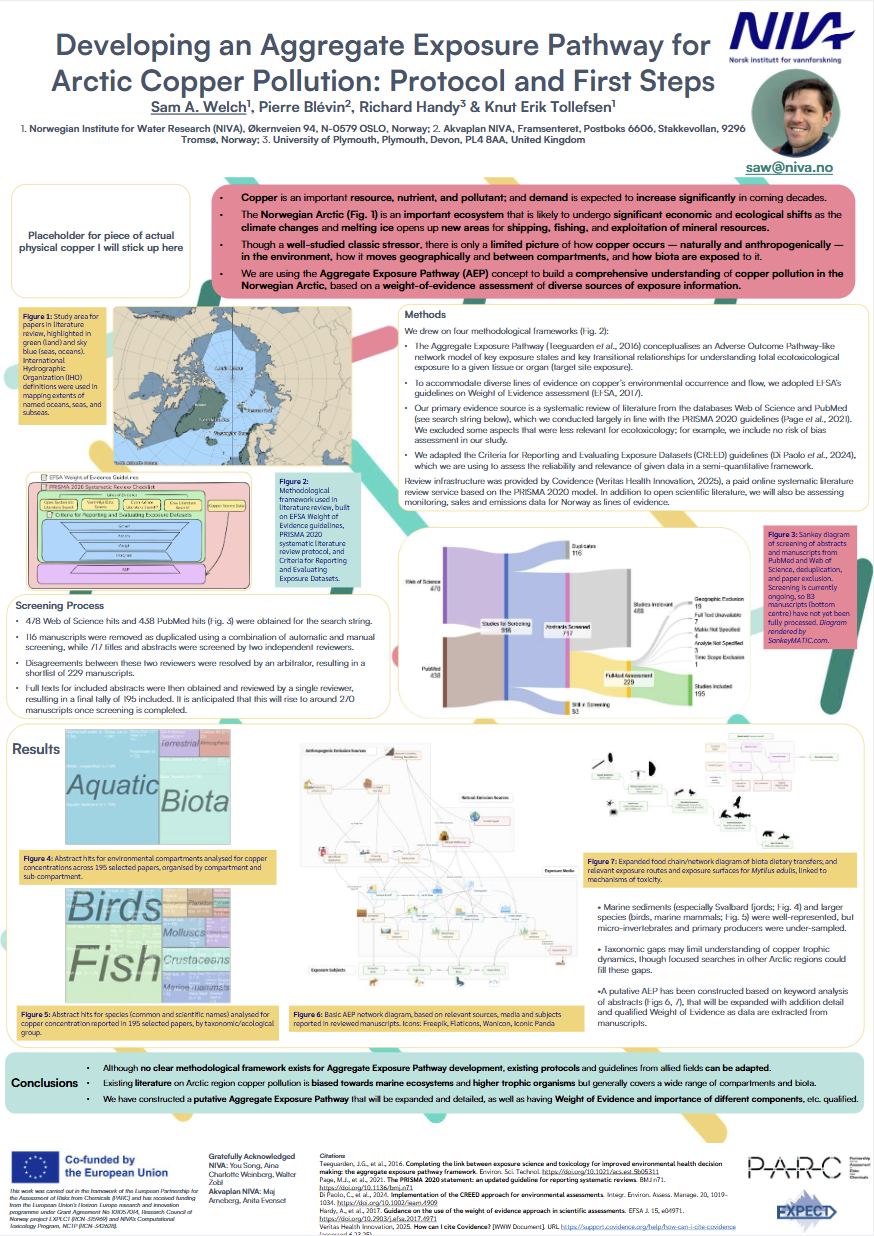 Developing an Aggregate Exposure Pathway for
Arctic Copper Pollution: Protocol and First Steps
Sam A. Welch¹, Pierre Blévin², Richard Handy³ & Knut Erik Tollefsen¹
1. Norwegian Institute for Water Research (NIVA), Økernveien 94, N-0579 OSLO, Norway; 2. Akvaplan NIVA, Framsenteret, Postboks 6606, Stakkevollan, 9296
Tromsø, Norway; 3. University of Plymouth, Plymouth, Devon, PL4 8AA, United Kingdom
NIVA
Norsk institutt for vannforskning
saw@niva.no
Placeholder for piece of actual
physical copper I will stick up here
• Copper is an important resource, nutrient, and pollutant; and demand is expected to increase significantly in coming decades.
• The Norwegian Arctic (Fig. 1) is an important ecosystem that is likely to undergo significant economic and ecological shifts as the
climate changes and melting ice opens up new areas for shipping, fishing, and exploitation of mineral resources.
• Though a well-studied classic stressor, there is only a limited picture of how copper occurs — naturally and anthropogenically —
in the environment, how it moves geographically and between compartments, and how biota are exposed to it.
• We are using the Aggregate Exposure Pathway (AEP) concept to build a comprehensive understanding of copper pollution in the
Norwegian Arctic, based on a weight-of-evidence assessment of diverse sources of exposure information.
Figure 1: Study area for
papers in literature
review, highlighted in
green (land) and sky
blue (seas, oceans).
International
Hydrographic
Organization (IHO)
definitions were used in
mapping extents of
named oceans, seas, and
subseas.
Methods
We drew on four methodological frameworks (Fig. 2):
• The Aggregate Exposure Pathway (Teeguarden et al., 2016) conceptualises an Adverse Outcome Pathway-like
network model of key exposure states and key transitional relationships for understanding total ecotoxicological
exposure to a given tissue or organ (target site exposure).
• To accommodate diverse lines of evidence on copper's environmental occurrence and flow, we adopted EFSA's
guidelines on Weight of Evidence assessment (EFSA, 2017).
• Our primary evidence source is a systematic review of literature from the databases Web of Science and PubMed
(see search string below), which we conducted largely in line with the PRISMA 2020 guidelines (Page et al., 2021).
We excluded some aspects that were less relevant for ecotoxicology; for example, we include no risk of bias
assessment in our study.
• We adapted the Criteria for Reporting and Evaluating Exposure Datasets (CREED) guidelines (Di Paolo et al., 2024),
which we are using to assess the reliability and relevance of given data in a semi-quantitative framework.
Review infrastructure was provided by Covidence (Veritas Health Innovation, 2025), a paid online systematic literature
review service based on the PRISMA 2020 model. In addition to open scientific literature, we will also be assessing
monitoring, sales and emissions data for Norway as lines of evidence.
EFSA Weight of Evidence Guidelines
PRISMA 2020 Systematic Review Checklist
Criteria for Reporting and Evaluating Exposure Datasets
AEP
Figure 2:
Methodological
framework used in
literature review, built
on EFSA Weight of
Evidence guidelines,
PRISMA 2020
systematic literature
review protocol, and
Criteria for Reporting
and Evaluating
Exposure Datasets.
Web of Science
478
PubMed
438
Studies for Screening
916
Duplicates
116
Abstracts Screened
717
Still in Screening
83
Studies Irrelevant
488
Full-text Assessment
229
Geographic Exclusion
19
Full Text Unavailable
7
Matrix Not Specified
4
Analyte Not Specified
3
Time Scope Exclusion
1
Studies Included
195
Figure 3: Sankey diagram
of screening of abstracts
and manuscripts from
PubMed and Web of
Science, deduplication,
and paper exclusion.
Screening is currently
ongoing, so 83
manuscripts (bottom
centre) have not yet been
fully processed. Diagram
rendered by
SankeyMATIC.com.
Screening Process
• 478 Web of Science hits and 438 PubMed hits (Fig. 3) were obtained for the search string.
• 116 manuscripts were removed as duplicated using a combination of automatic and manual
screening, while 717 titles and abstracts were screened by two independent reviewers.
• Disagreements between these two reviewers were resolved by an arbitrator, resulting in a
shortlist of 229 manuscripts.
• Full texts for included abstracts were then obtained and reviewed by a single reviewer,
resulting in a final tally of 195 included. It is anticipated that this will rise to around 270
manuscripts once screening is completed.
Results
Aquatic
Terrestrial
Atmospheric
Biota
Figure 4: Abstract hits for environmental compartments analysed for copper
concentrations across 195 selected papers, organised by compartment and
sub-compartment.
Birds
Fish
Plankton
Molluscs
Crustaceans
Marine mammals
Figure 5: Abstract hits for species (common and scientific names) analysed for
copper concentration reported in 195 selected papers, by taxonomic/ecological
group.
Anthropogenic Emission Sources
Natural Emission Sources
Exposure Media
Exposure Subjects
Figure 6: Basic AEP network diagram, based on relevant sources, media and subjects
reported in reviewed manuscripts. Icons: Freepik, Flaticons, Wanicon, Iconic Panda
Figure 7: Expanded food chain/network diagram of biota dietary transfers; and
relevant exposure routes and exposure surfaces for Mytilus edulis, linked to
mechanisms of toxicity.
• Marine sediments (especially Svalbard fjords; Fig. 4) and larger
species (birds, marine mammals; Fig. 5) were well-represented, but
micro-invertebrates and primary producers were under-sampled.
• Taxonomic gaps may limit understanding of copper trophic
dynamics, though focused searches in other Arctic regions could
fill these gaps.
•A putative AEP has been constructed based on keyword analysis
of abstracts (Figs 6, 7), that will be expanded with addition detail
and qualified Weight of Evidence as data are extracted from
manuscripts.
Conclusions
• Although no clear methodological framework exists for Aggregate Exposure Pathway development, existing protocols and guidelines from allied fields can be adapted.
• Existing literature on Arctic region copper pollution is biased towards marine ecosystems and higher trophic organisms but generally covers a wide range of compartments and biota.
• We have constructed a putative Aggregate Exposure Pathway that will be expanded and detailed, as well as having Weight of Evidence and importance of different components, etc. qualified.
Co-funded by
the European Union
This work was carried out in the framework of the European Partnership for
the Assessment of Risks from Chemicals (PARC) and has received funding
from the European Union's Horizon Europe research and innovation
programme under Grant Agreement No 101057014, Research Council of
Norway project EXPECT (RCN-315969) and NIVA's Computational
Toxicology Program, NCTP (RCN-342628).
Gratefully Acknowledged
NIVA: You Song, Aina
Charlotte Wennberg, Walter
Zobl
Akvaplan NIVA: Maj
Arneberg, Anita Evenset
Citations
Teeguarden, J.G., et al., 2016. Completing the link between exposure science and toxicology for improved environmental health decision
making: the aggregate exposure pathway framework. Environ. Sci. Technol. https://doi.org/10.1021/acs.est.5b05311
Page, M.J., et al., 2021. The PRISMA 2020 statement: an updated guideline for reporting systematic reviews. BMJ n71.
https://doi.org/10.1136/bmj.n71
Di Paolo, C., et al., 2024. Implementation of the CREED approach for environmental assessments. Integr. Environ. Assess. Manage. 20, 1019–
1034. https://doi.org/10.1002/ieam.4909
Hardy, A., et al., 2017. Guidance on the use of the weight of evidence approach in scientific assessments. EFSA J. 15, e04971.
https://doi.org/10.2903/j.efsa.2017.4971
Veritas Health Innovation, 2025. How can I cite Covidence? [WWW Document]. URL https://support.covidence.org/help/how-can-i-cite-covidence
PARC
EXPECT